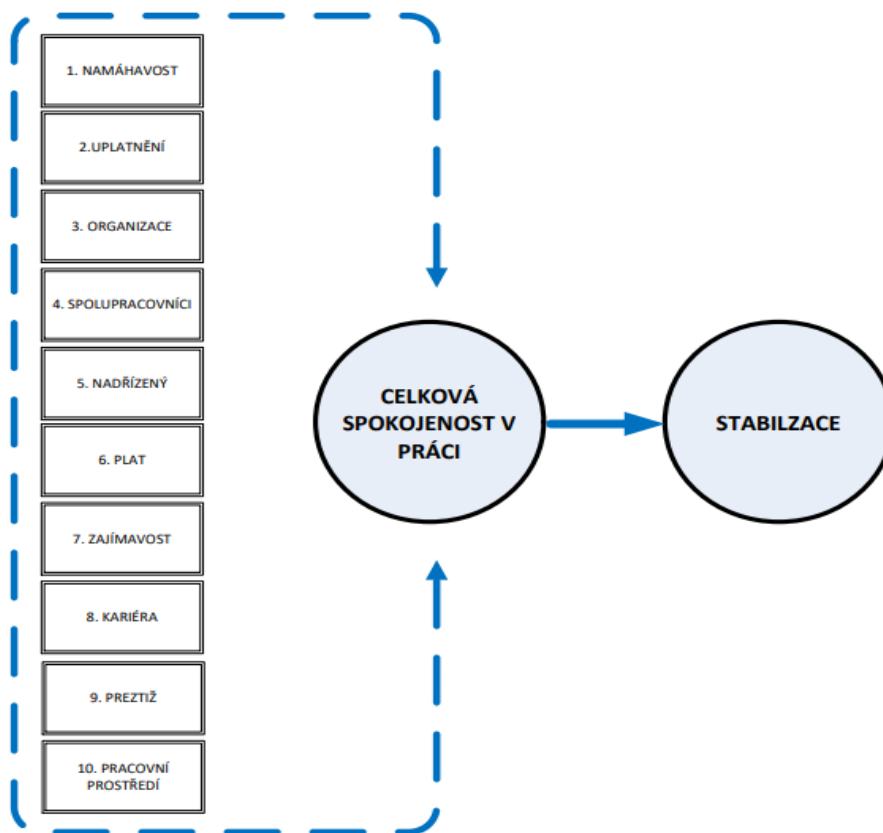 1. NAMÁHAVOST
2.UPLATNĚNÍ
3. ORGANIZACE
4. SPOLUPRACOVNÍCI
5. NADŘÍZENÝ
6. PLAT
7. ZAJÍMAVOST
8. KARIÉRA
9. PREZTIŽ
10. PRACOVNÍ
PROSTŘEDÍ
CELKOVÁ
SPOKOJENOST V
PRÁCI
STABILZACE